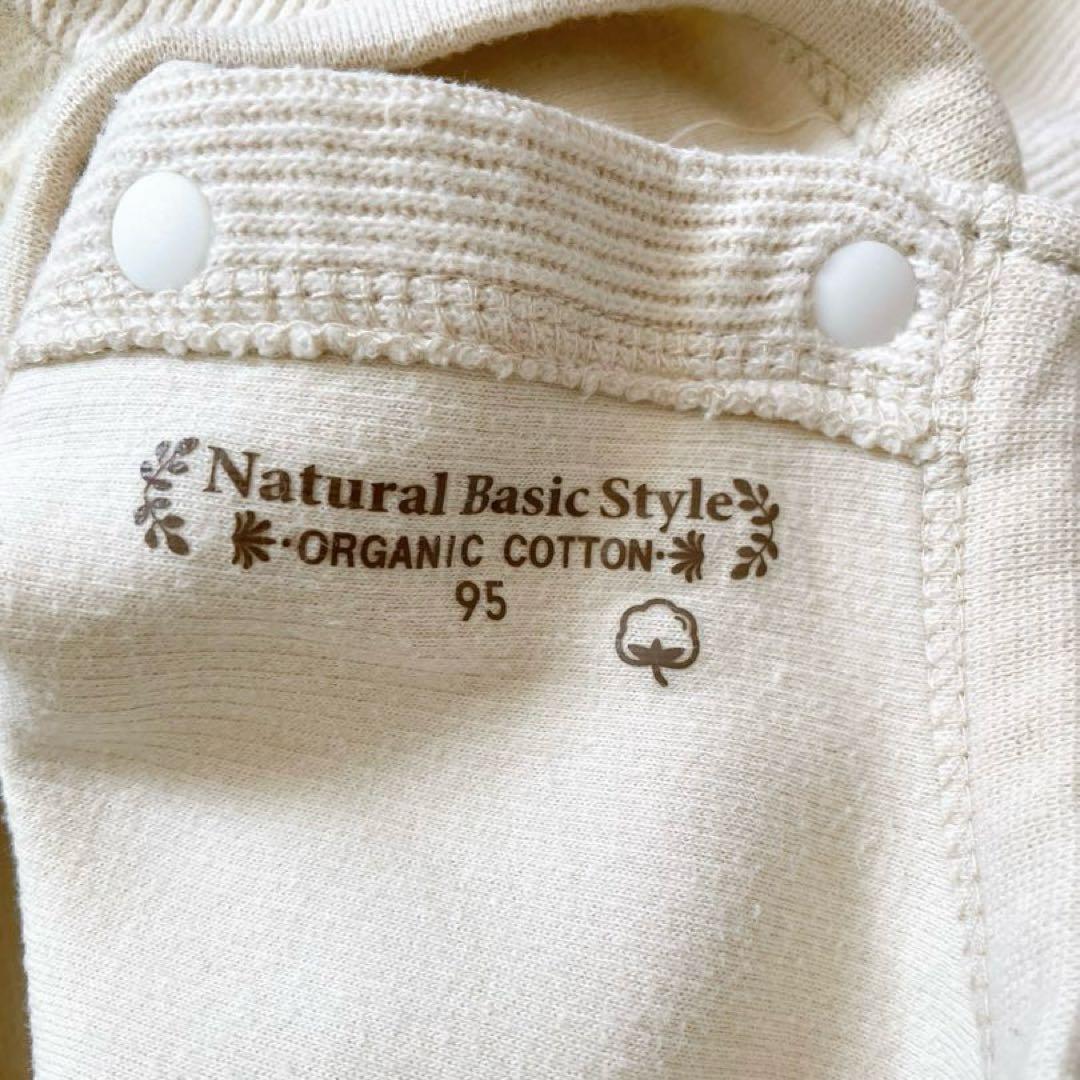 Natural Basic Style
·ORGANIC COTTON·
95